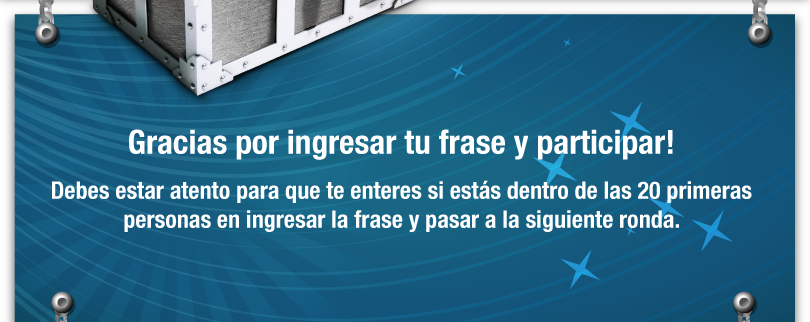 Gracias por ingresar tu frase y participar!
Debes estar atento para que te enteres si estás dentro de las 20 primeras
personas en ingresar la frase y pasar a la siguiente ronda.